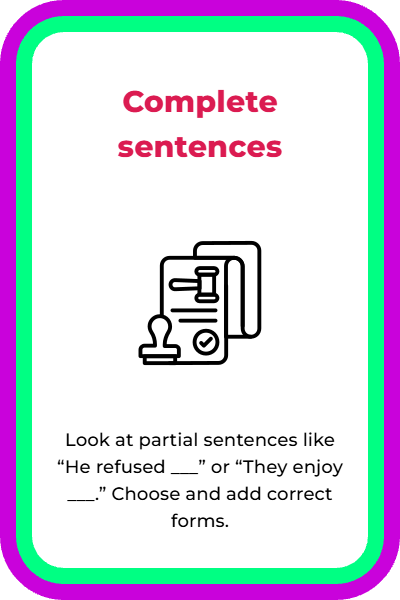 Complete
sentences
Look at partial sentences like
“He refused ___” or “They enjoy
___.” Choose and add correct
forms.